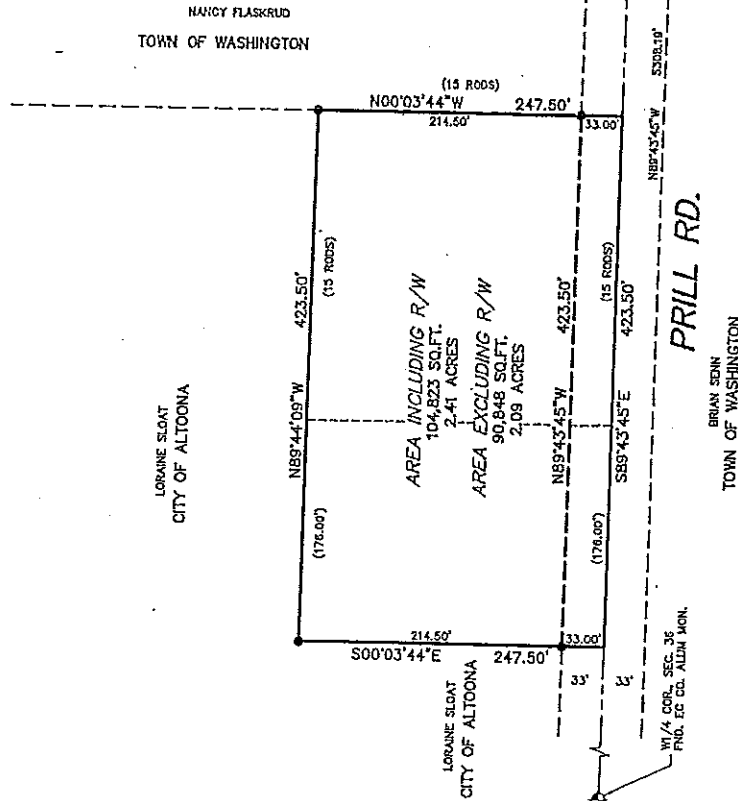 NANCY FLASKRUD
TOWN OF WASHINGTON
(15 RODS)
N00°03'44"W 247.50'
214.50'
33.00'
N89°43'45"W 5308.19'
423.50'
(15 RODS)
N89°44'09"W
(176.00')
AREA INCLUDING R/W
104,823 SQ.FT.
2.41 ACRES
AREA EXCLUDING R/W
90,848 SQ.FT.
2.09 ACRES
423.50'
N89°43'45"W
(15 RODS)
423.50'
S89°43'45"E
(176.00')
PRILL RD.
BRIAN SENN
TOWN OF WASHINGTON
LORAINE SLOAT
CITY OF ALTOONA
214.50'
33.00'
S00°03'44"E 247.50'
33'
33'
LORAINE SLOAT
CITY OF ALTOONA
W1/4 COR., SEC. 36
FND. EC CO. ALUM MON.